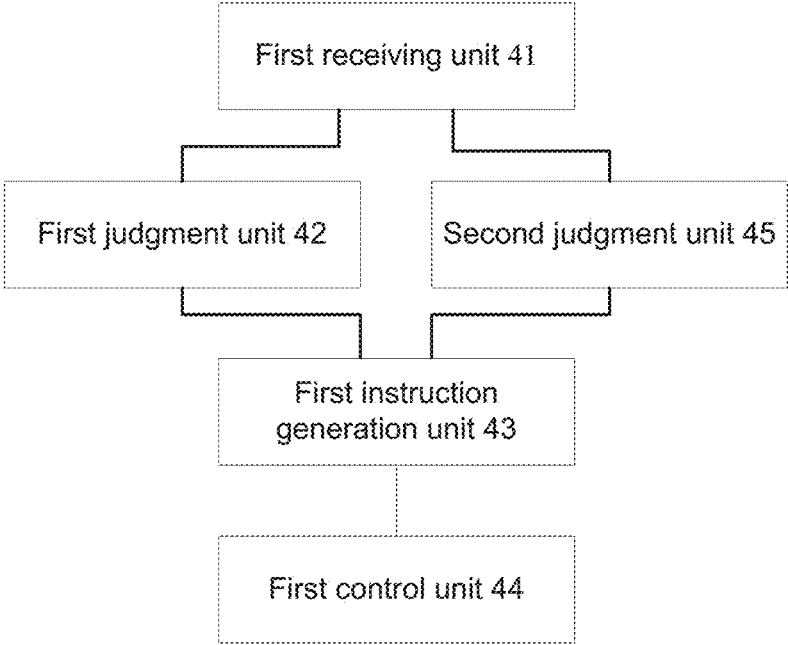 First receiving unit 41
First judgment unit 42
Second judgment unit 45
First instruction
generation unit 43
First control unit 44